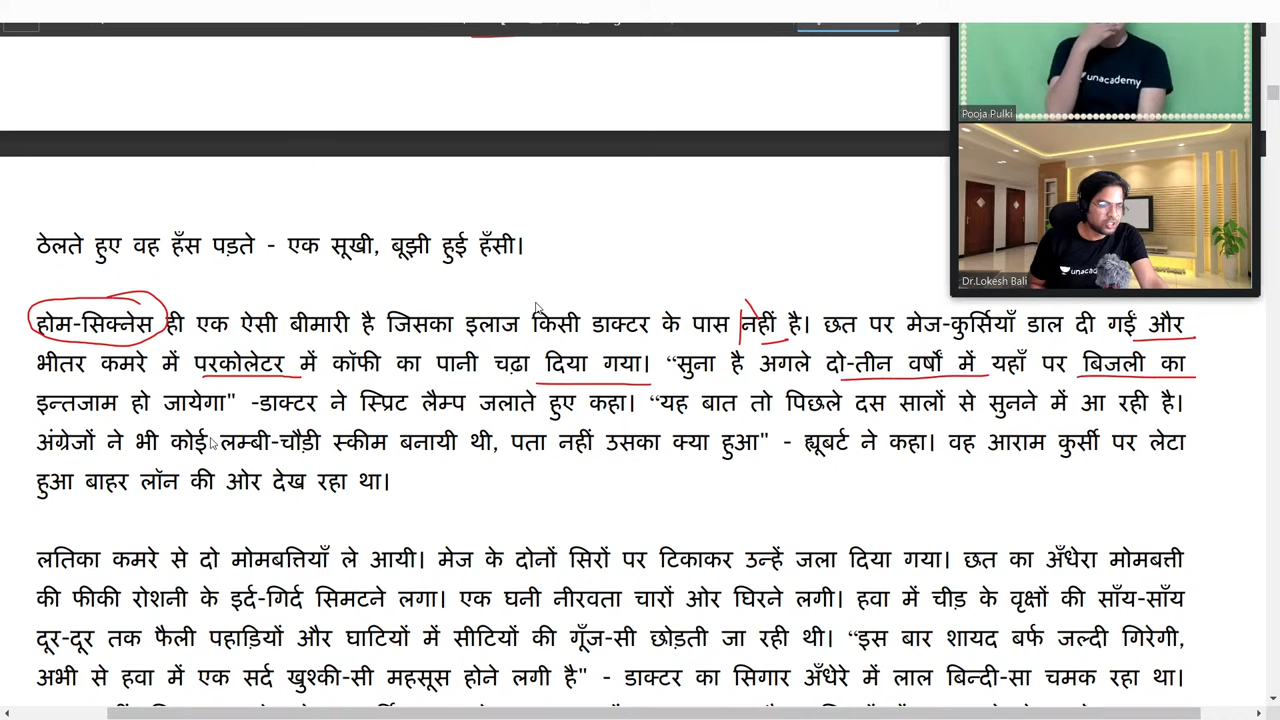 unacademy
Pooja Pulki
ठेलते हुए वह हँस पड़ते - एक सूखी, बूझी हुई हँसी।
होम-सिक्नेस ही एक ऐसी बीमारी है जिसका इलाज किसी डाक्टर के पास नहीं है। छत पर मेज-कुर्सियाँ डाल दी गईं और
भीतर कमरे में परकोलेटर में कॉफी का पानी चढ़ा दिया गया। “सुना है अगले दो-तीन वर्षों में यहाँ पर बिजली का
इन्तजाम हो जायेगा" -डाक्टर ने स्प्रिट लैम्प जलाते हुए कहा। “यह बात तो पिछले दस सालों से सुनने में आ रही है।
अंग्रेजों ने भी कोई लम्बी-चौड़ी स्कीम बनायी थी, पता नहीं उसका क्या हुआ" - ह्यूबर्ट ने कहा। वह आराम कुर्सी पर लेटा
हुआ बाहर लॉन की ओर देख रहा था।
unacademy
Dr.Lokesh Bali
लतिका कमरे से दो मोमबत्तियाँ ले आयी। मेज के दोनों सिरों पर टिकाकर उन्हें जला दिया गया। छत का अँधेरा मोमबत्ती
की फीकी रोशनी के इर्द-गिर्द सिमटने लगा। एक घनी नीरवता चारों ओर घिरने लगी। हवा में चीड़ के वृक्षों की साँय-साँय
दूर-दूर तक फैली पहाड़ियों और घाटियों में सीटियों की गूँज-सी छोड़ती जा रही थी। “इस बार शायद बर्फ जल्दी गिरेगी,
अभी से हवा में एक सर्द खुश्की-सी महसूस होने लगी है" - डाक्टर का सिगार अँधेरे में लाल बिन्दी-सा चमक रहा था।